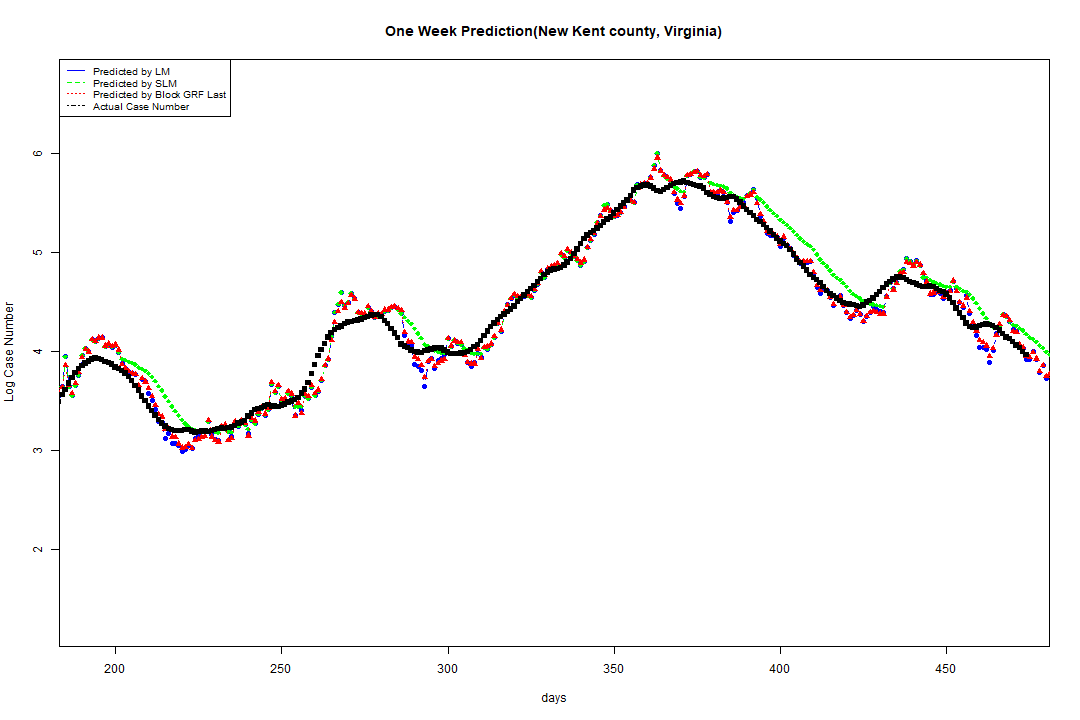 One Week Prediction(New Kent county, Virginia)
Predicted by LM
Predicted by SLM
Predicted by Block GRF Last
Actual Case Number
Log Case Number
6
5
4
3
2
200 250 300 350 400 450
days